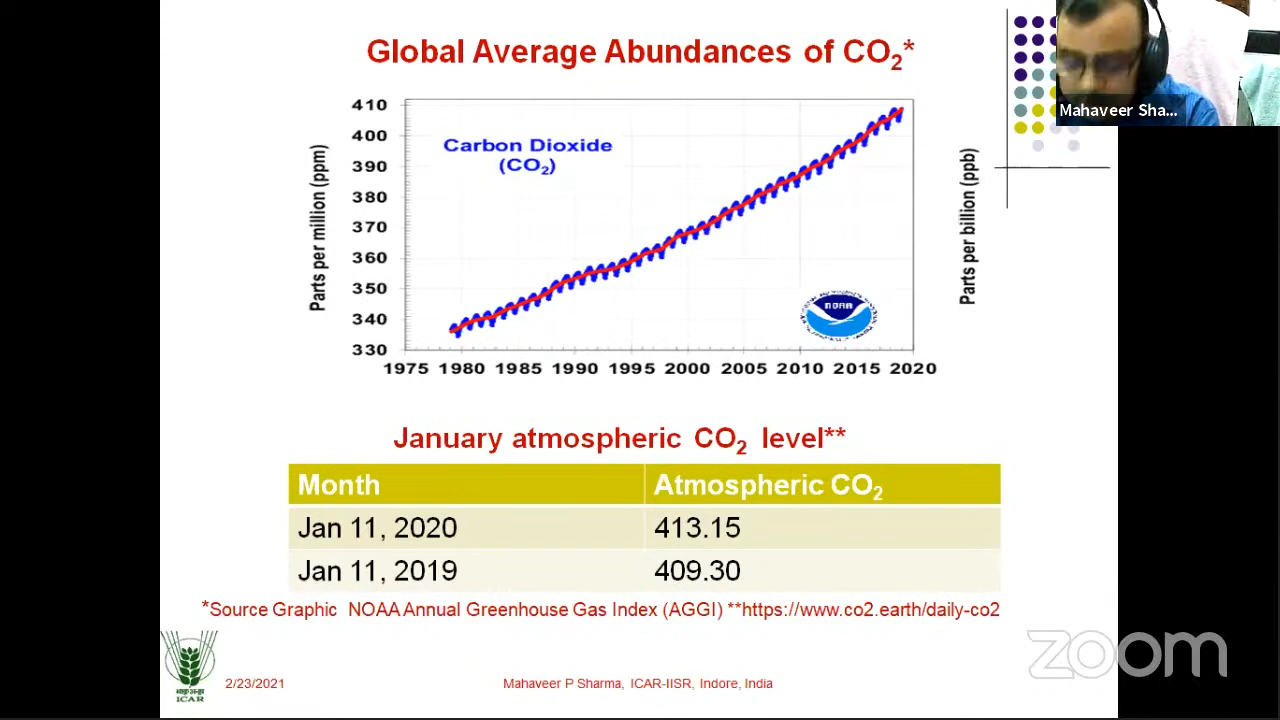 Global Average Abundances of CO₂*
Mahaveer Sha...
410
400
390
380
370
360
350
340
330
Parts per million (ppm)
Carbon Dioxide
(CO₂)
NOAA
Parts per billion (ppb)
1975 1980 1985 1990 1995 2000 2005 2010 2015 2020
January atmospheric CO₂ level**
Month Atmospheric CO₂
Jan 11, 2020 413.15
Jan 11, 2019 409.30
*Source Graphic NOAA Annual Greenhouse Gas Index (AGGI) **https://www.co2.earth/daily-co2
zoom
ICAR
2/23/2021 Mahaveer P Sharma, ICAR-IISR, Indore, India